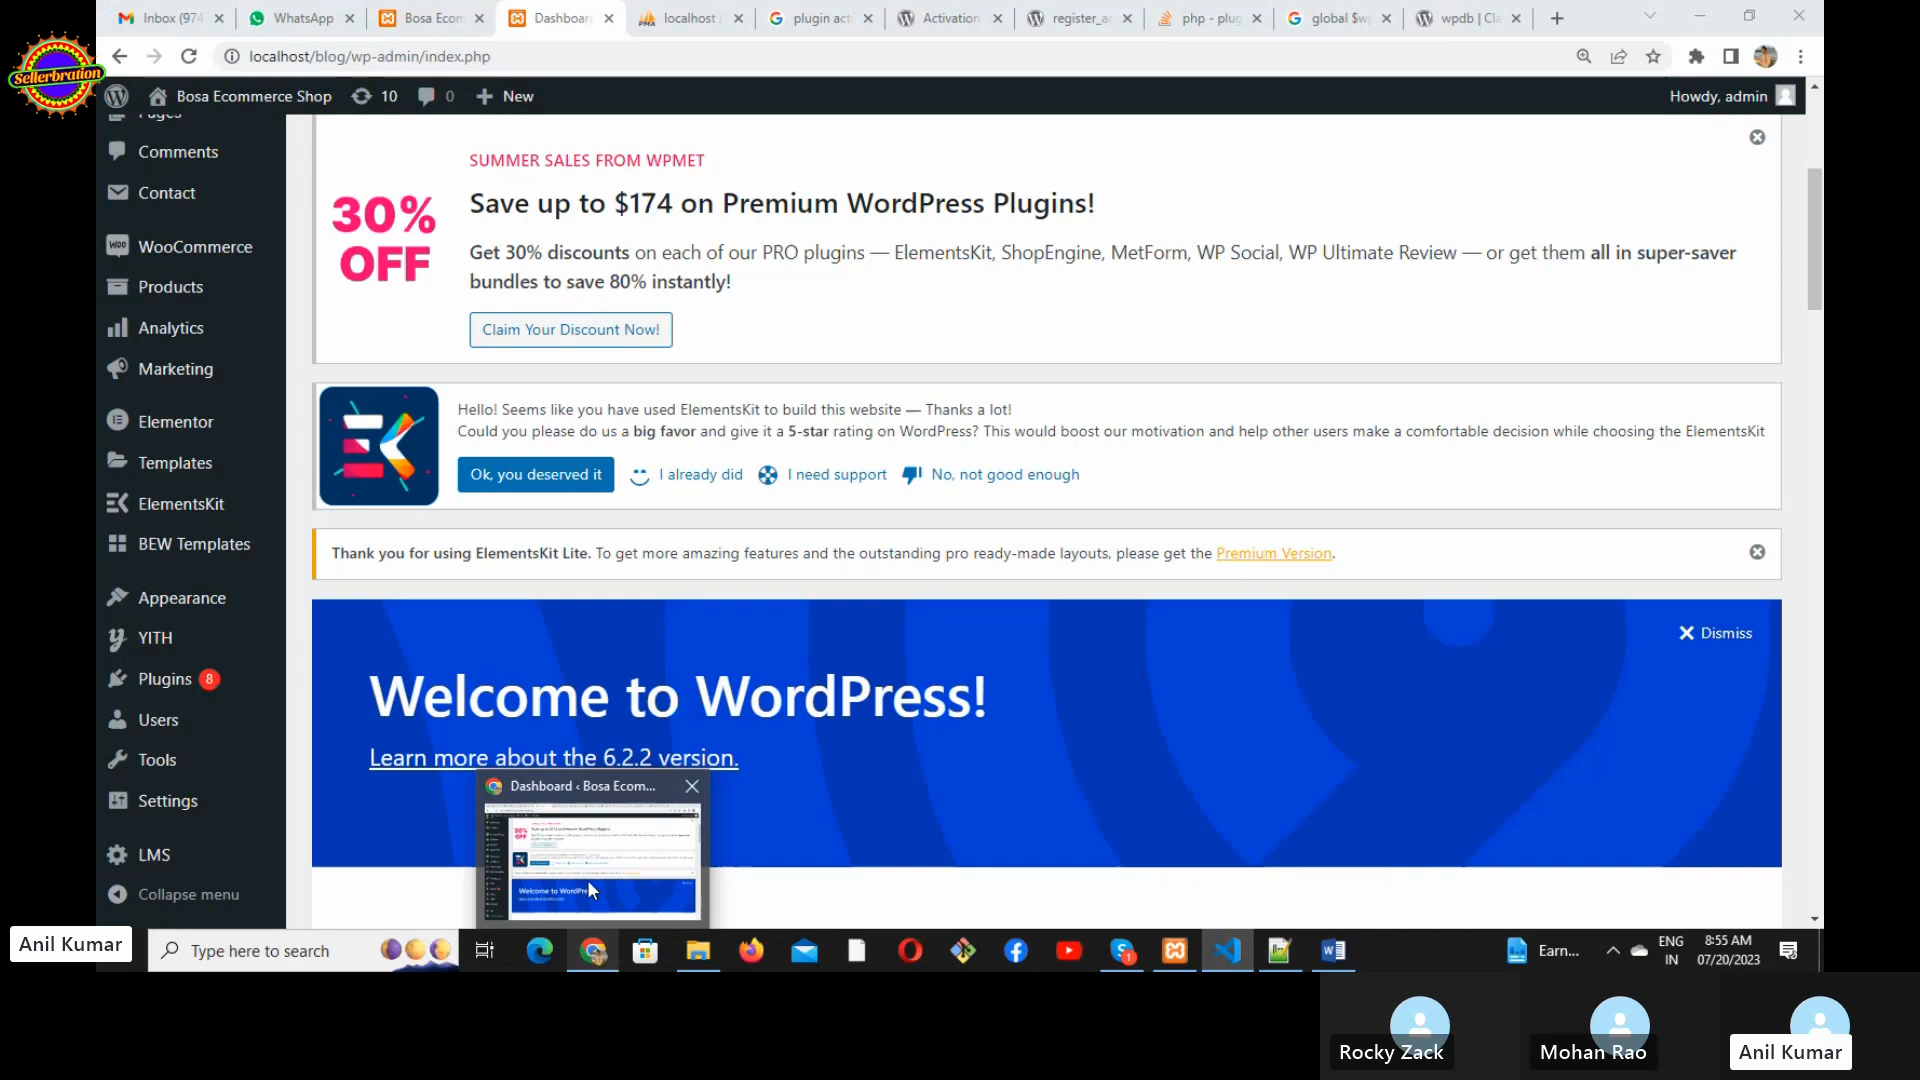 Inbox (974
WhatsApp
Bosa Ecom
Dashboar
localhost
plugin act
Activation
register_ac
php - plug
global $wp
wpdb | Cla
Sellerbration
localhost/blog/wp-admin/index.php
Bosa Ecommerce Shop
10
0
New
Howdy, admin
Pages
Comments
Contact
WooCommerce
Products
Analytics
Marketing
Elementor
Templates
ElementsKit
BEW Templates
Appearance
YITH
Plugins 8
Users
Tools
Settings
LMS
Collapse menu
30%
OFF
SUMMER SALES FROM WPMET
Save up to $174 on Premium WordPress Plugins!
Get 30% discounts on each of our PRO plugins — ElementsKit, ShopEngine, MetForm, WP Social, WP Ultimate Review — or get them all in super-saver
bundles to save 80% instantly!
Claim Your Discount Now!
Hello! Seems like you have used ElementsKit to build this website — Thanks a lot!
Could you please do us a big favor and give it a 5-star rating on WordPress? This would boost our motivation and help other users make a comfortable decision while choosing the ElementsKit
Ok, you deserved it
I already did
I need support
No, not good enough
Thank you for using ElementsKit Lite. To get more amazing features and the outstanding pro ready-made layouts, please get the Premium Version.
Dismiss
Welcome to WordPress!
Learn more about the 6.2.2 version.
Dashboard ‹ Bosa Ecom...
Anil Kumar
Type here to search
Earn...
ENG
IN
8:55 AM
07/20/2023
Rocky Zack
Mohan Rao
Anil Kumar